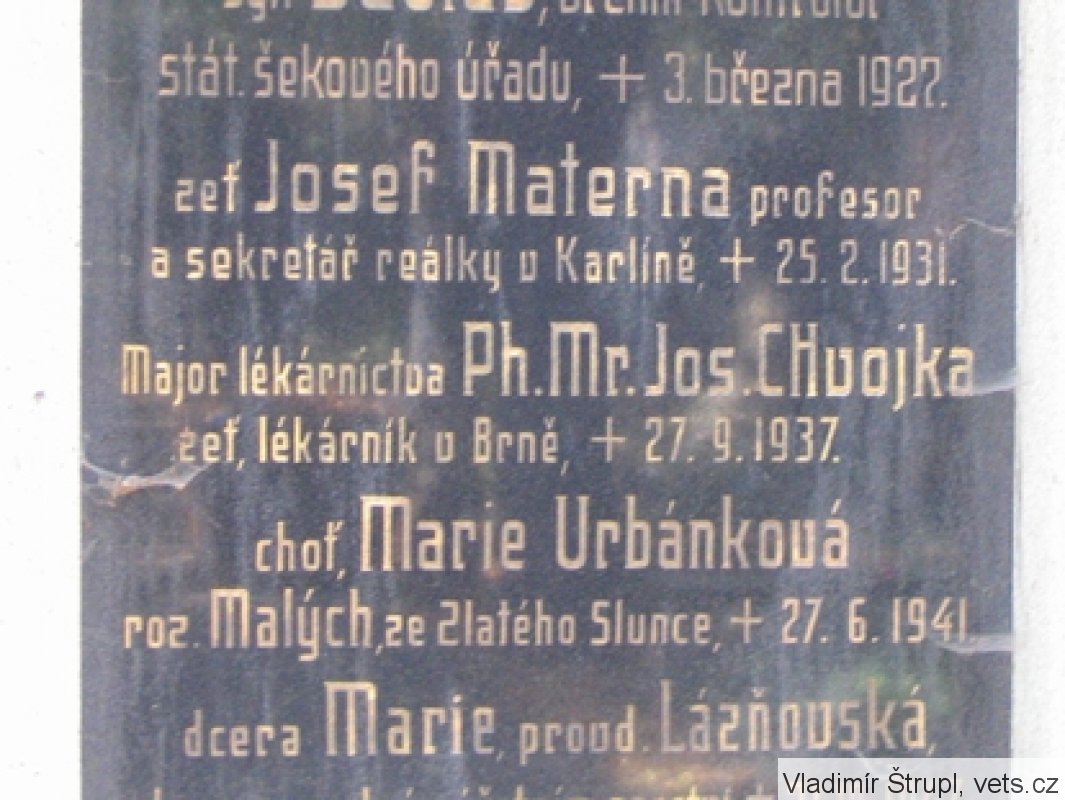 syn
stát. šekového úřadu, + 3. března 1927.
zeť Josef Materna profesor
a sekretář reálky v Karlíně, + 25. 2. 1931.
Major lékárnictva Ph. Mr. Jos. CHvojka
zeť, lékárník v Brně, + 27. 9. 1937.
choť, Marie Urbánková
roz. Malých, ze Zlatého Slunce, + 27. 6. 1941
dcera Marie, provd. Lázňovská,
Vladimír Štrupl, vets.cz